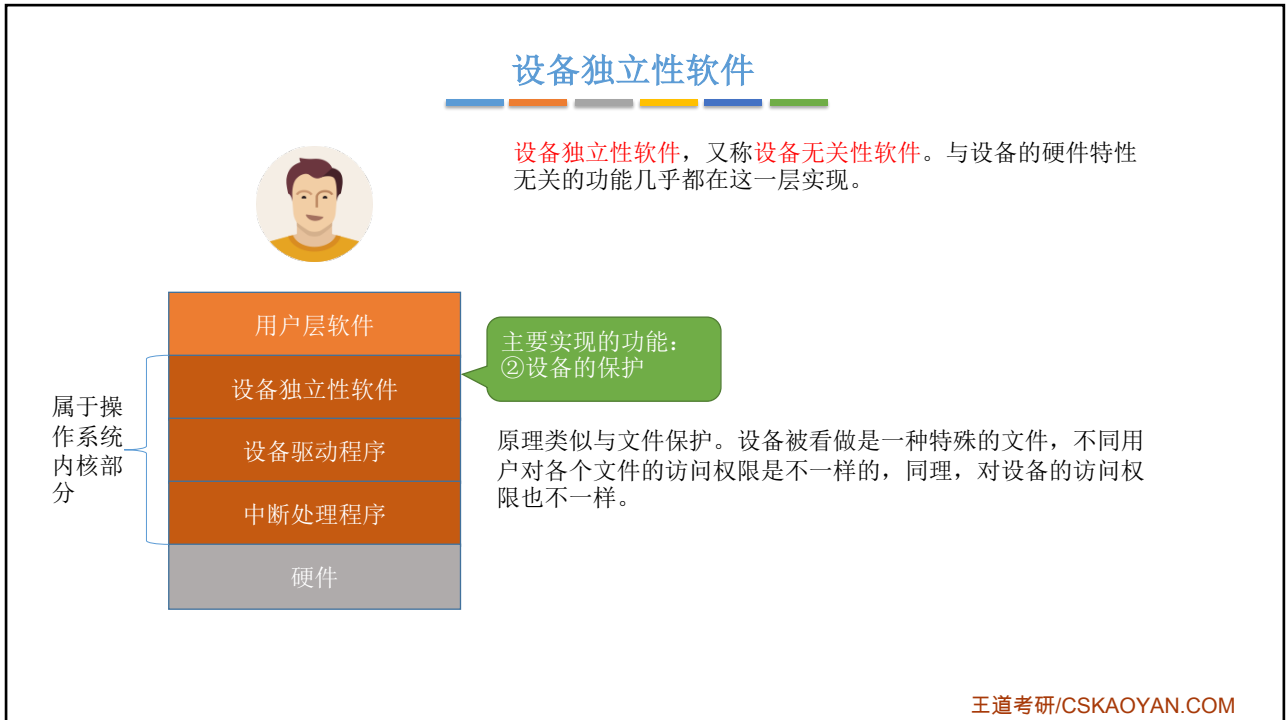 设备独立性软件
设备独立性软件，又称设备无关性软件。与设备的硬件特性
无关的功能几乎都在这一层实现。
用户层软件
主要实现的功能：
②设备的保护
设备独立性软件
属于操
作系统
内核部
分
设备驱动程序
原理类似与文件保护。设备被看做是一种特殊的文件，不同用
户对各个文件的访问权限是不一样的，同理，对设备的访问权
限也不一样。
中断处理程序
硬件
王道考研/CSKAOYAN.COM